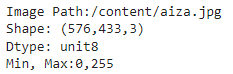 Image Path:/content/aiza.jpg
Shape: (576,433,3)
Dtype: unit8
Min, Max:0,255